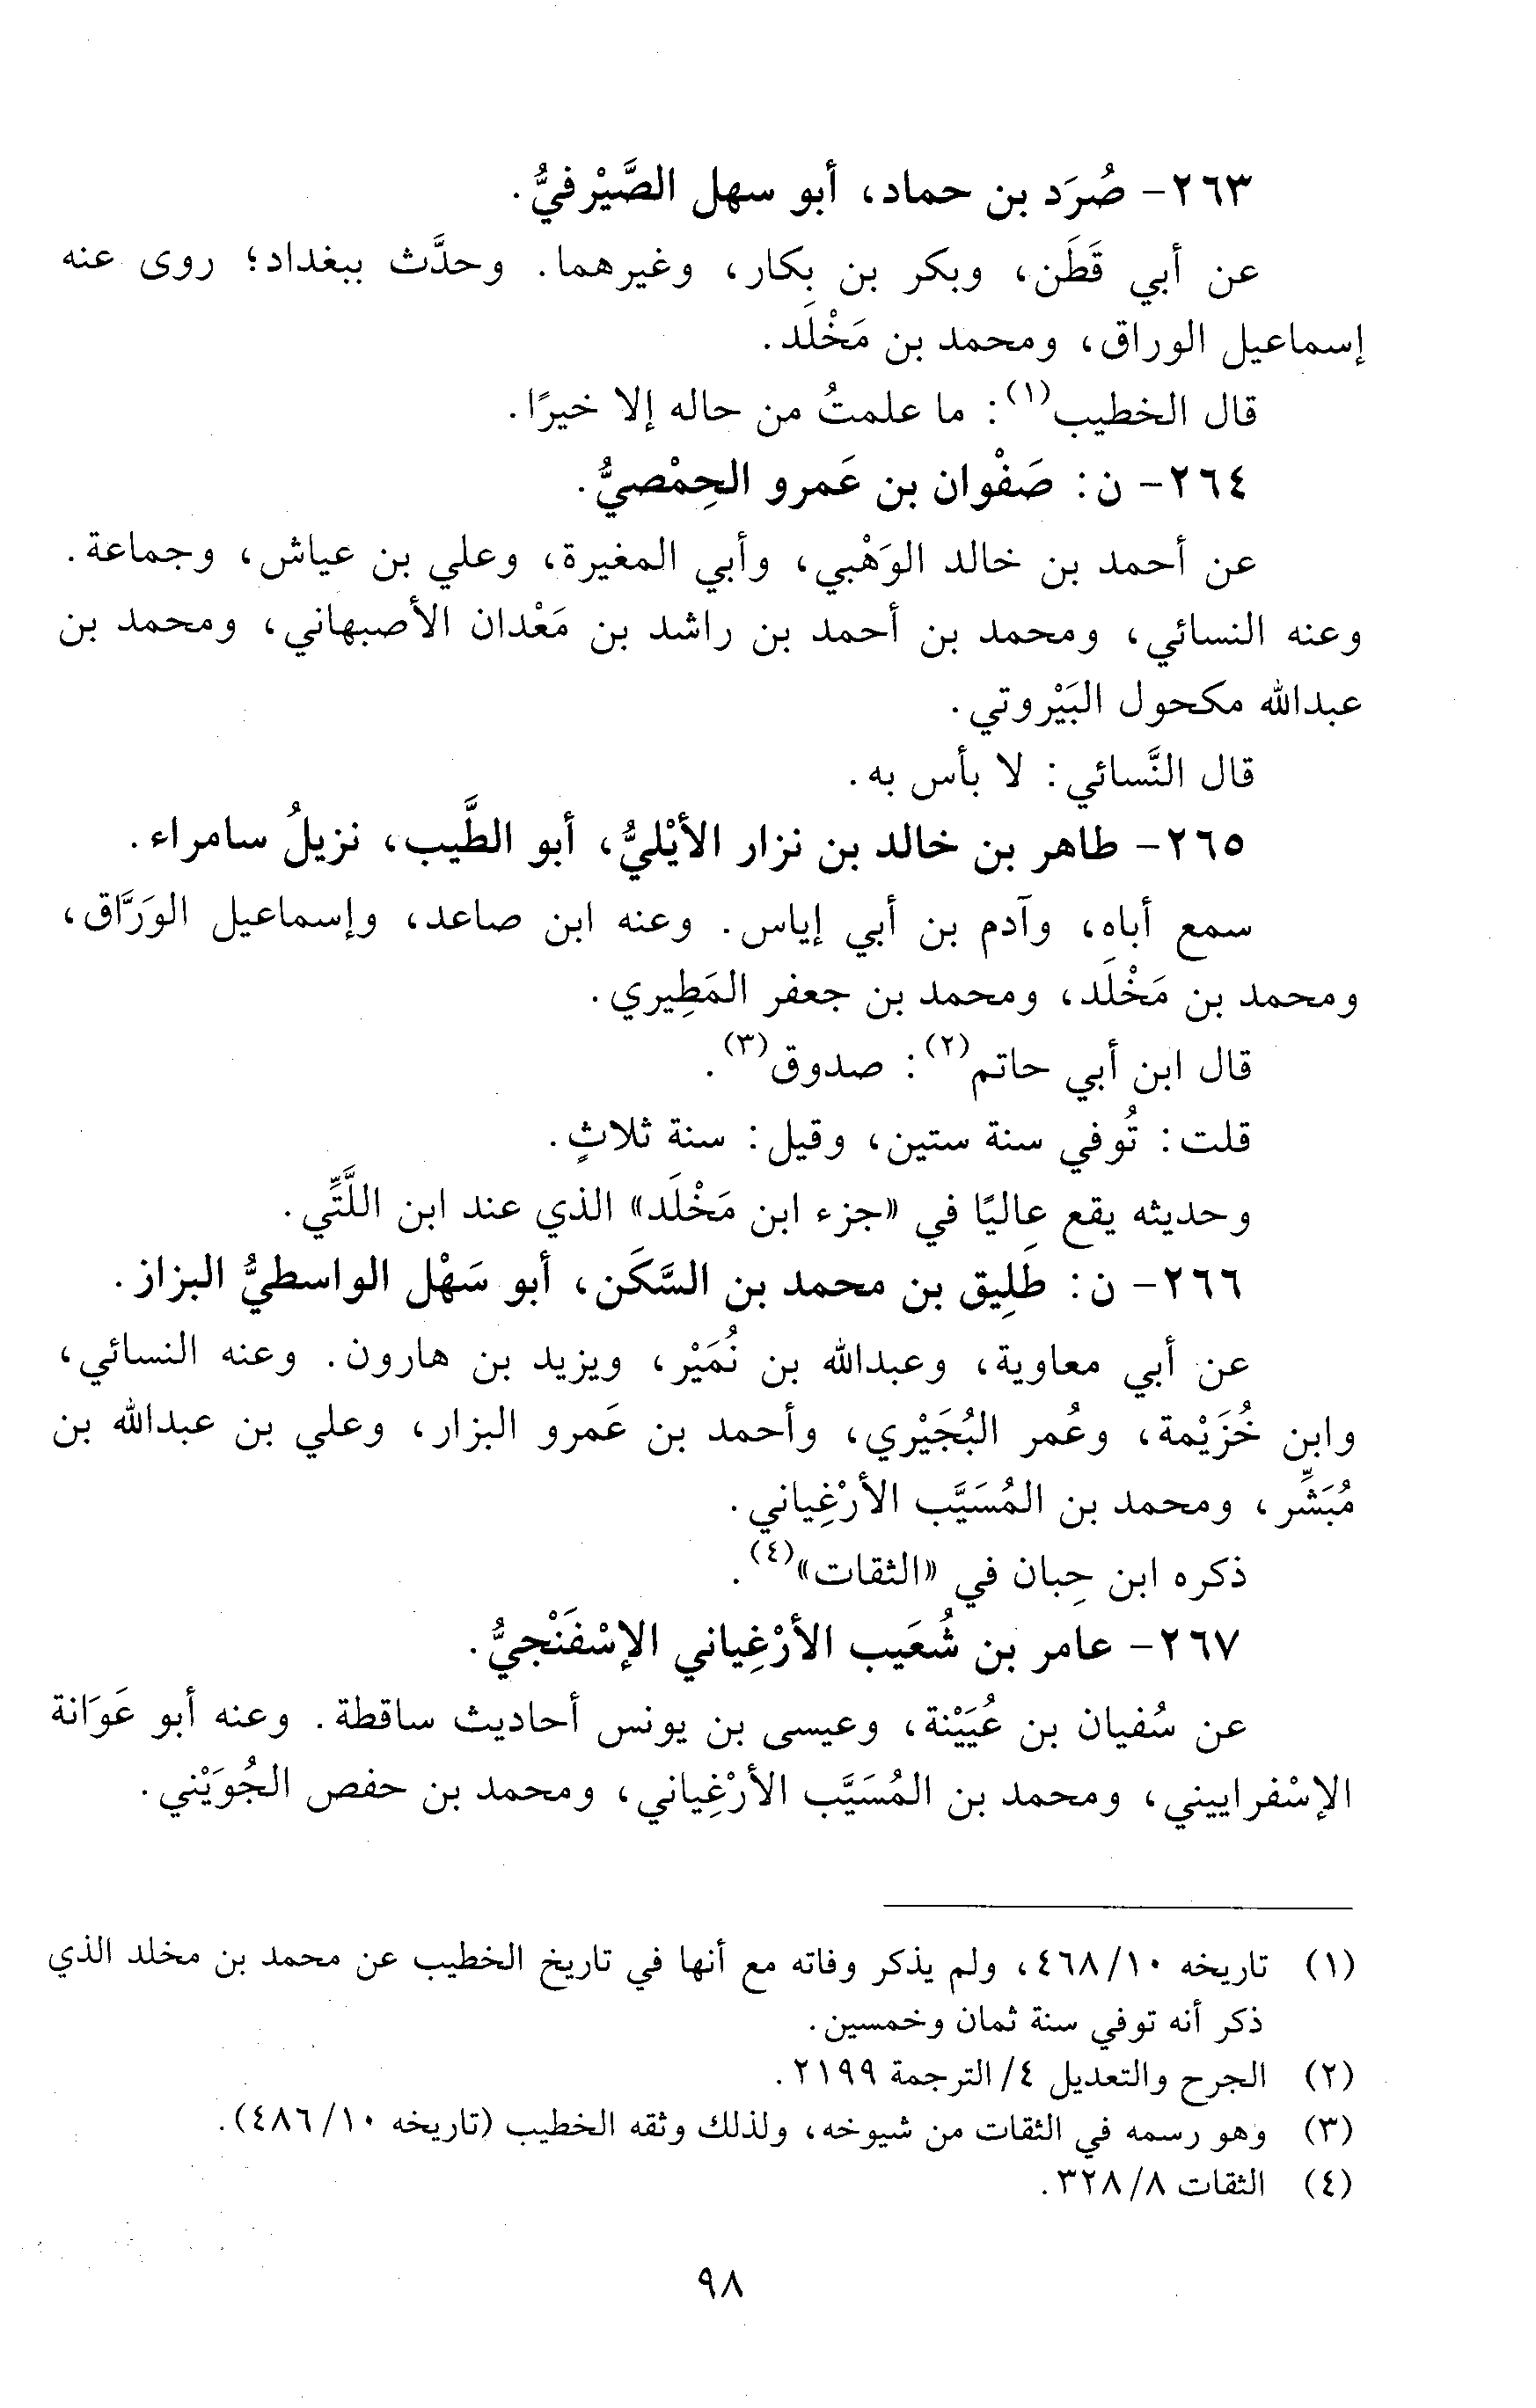 ٢٦٣- صُرَد بن حماد، أبو سهل الصَّيْرفيُّ.
عن أبي قَطَن، وبكر بن بكار، وغيرهما. وحدَّث ببغداد؛ روى عنه
إسماعيل الوراق، ومحمد بن مَخْلَد.
قال الخطيب(١): ما علمتُ من حاله إلا خيرًا.
٢٦٤- ن: صَفْوان بن عَمرو الحِمْصيُّ.
عن أحمد بن خالد الوَهْبي، وأبي المغيرة، وعلي بن عياش، وجماعة.
وعنه النسائي، ومحمد بن أحمد بن راشد بن مَعْدان الأصبهاني، ومحمد بن
عبدالله مكحول البَيْروتي.
قال النَّسائي: لا بأس به.
٢٦٥- طاهر بن خالد بن نزار الأيْليُّ، أبو الطَّيب، نزيلُ سامراء.
سمع أباه، وآدم بن أبي إياس. وعنه ابن صاعد، وإسماعيل الوَرَّاق،
ومحمد بن مَخْلَد، ومحمد بن جعفر المَطِيري.
قال ابن أبي حاتم(٢): صدوق(٣).
قلت: تُوفي سنة ستين، وقيل: سنة ثلاثٍ.
وحديثه يقع عاليًا في «جزء ابن مَخْلَد» الذي عند ابن اللَّتِّي.
٢٦٦- ن: طَلِيق بن محمد بن السَّكَن، أبو سَهْل الواسطيُّ البزاز.
عن أبي معاوية، وعبدالله بن نُمَيْر، ويزيد بن هارون. وعنه النسائي،
وابن خُزَيْمة، وعُمر البُجَيْري، وأحمد بن عَمرو البزار، وعلي بن عبدالله بن
مُبَشِّر، ومحمد بن المُسَيَّب الأرْغِياني.
ذكره ابن حِبان في «الثقات»(٤).
٢٦٧- عامر بن شُعَيب الأرْغِياني الإسْفَنْجيُّ.
عن سُفيان بن عُيَيْنة، وعيسى بن يونس أحاديث ساقطة. وعنه أبو عَوَانة
الإسْفراييني، ومحمد بن المُسَيَّب الأرْغِياني، ومحمد بن حفص الجُوَيْني.
(١) تاريخه ١٠/ ٤٦٨، ولم يذكر وفاته مع أنها في تاريخ الخطيب عن محمد بن مخلد الذي
ذكر أنه توفي سنة ثمان وخمسين.
(٢) الجرح والتعديل ٤/ الترجمة ٢١٩٩.
(٣) وهو رسمه في الثقات من شيوخه، ولذلك وثقه الخطيب (تاريخه ١٠/ ٤٨٦).
(٤) الثقات ٨/ ٣٢٨.
٩٨